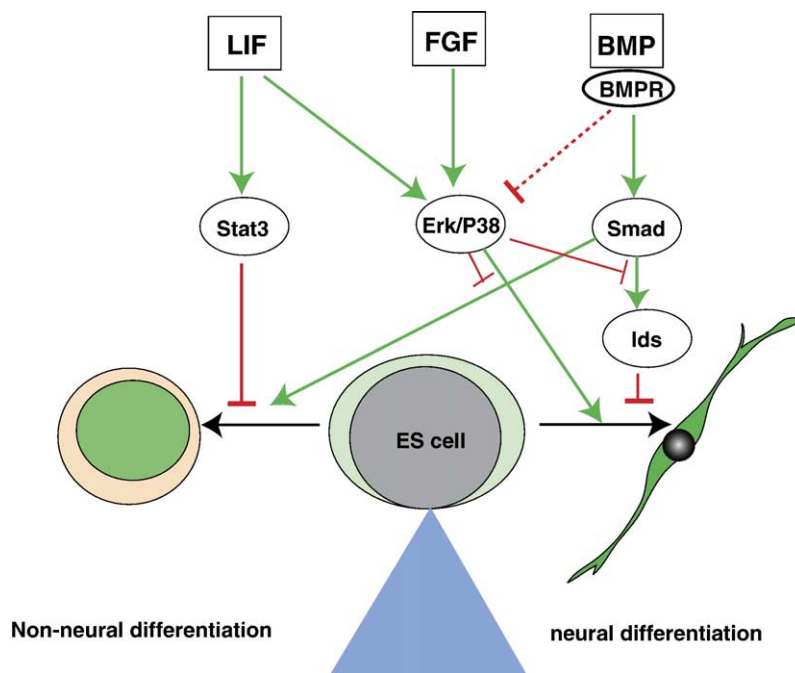 LIF
FGF
BMP
BMPR
Stat3
Erk/P38
Smad
Ids
ES cell
Non-neural differentiation
neural differentiation